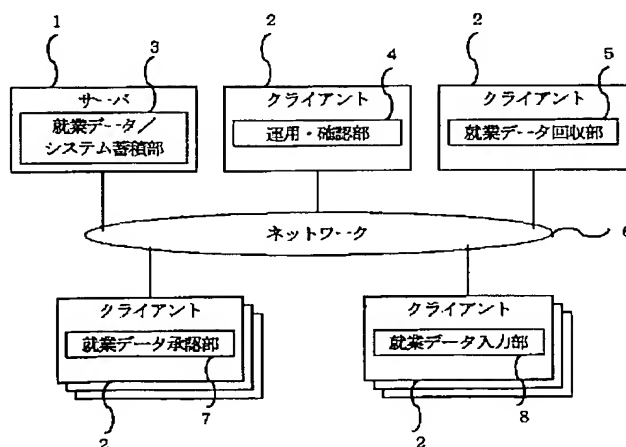 1
2
2
3
4
5
サーバ
クライアント
クライアント
就業データ／
システム蓄積部
運用・確認部
就業データ回収部
ネットワーク
6
クライアント
クライアント
就業データ承認部
就業データ入力部
2
7
2
8